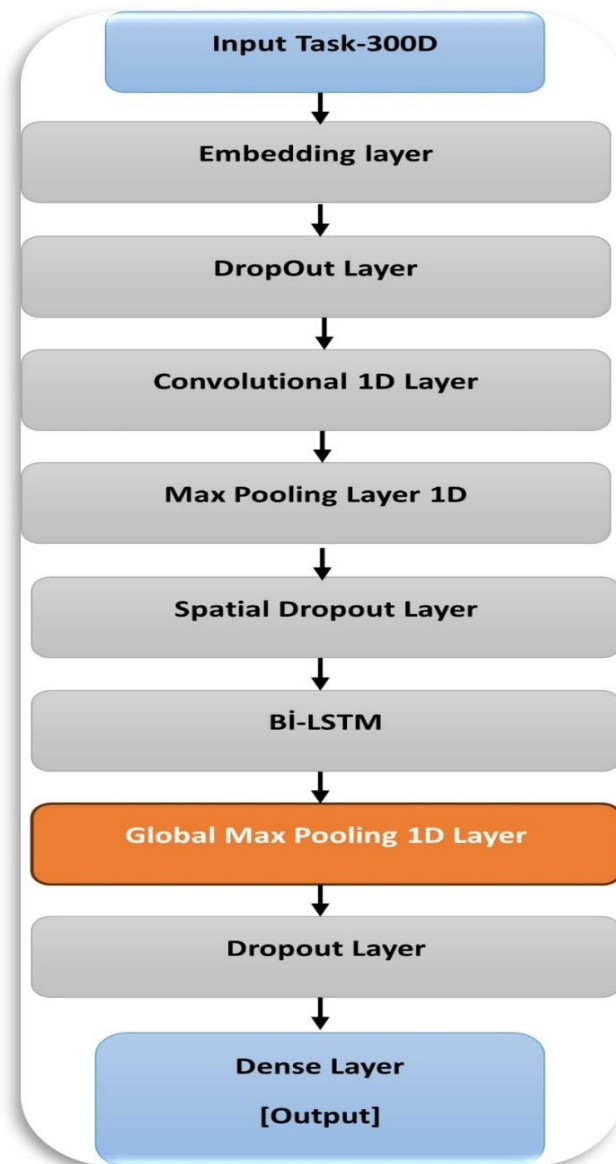 Input Task-300D
Embedding layer
DropOut Layer
Convolutional 1D Layer
Max Pooling Layer 1D
Spatial Dropout Layer
Bİ-LSTM
Global Max Pooling 1D Layer
Dropout Layer
Dense Layer
[Output]